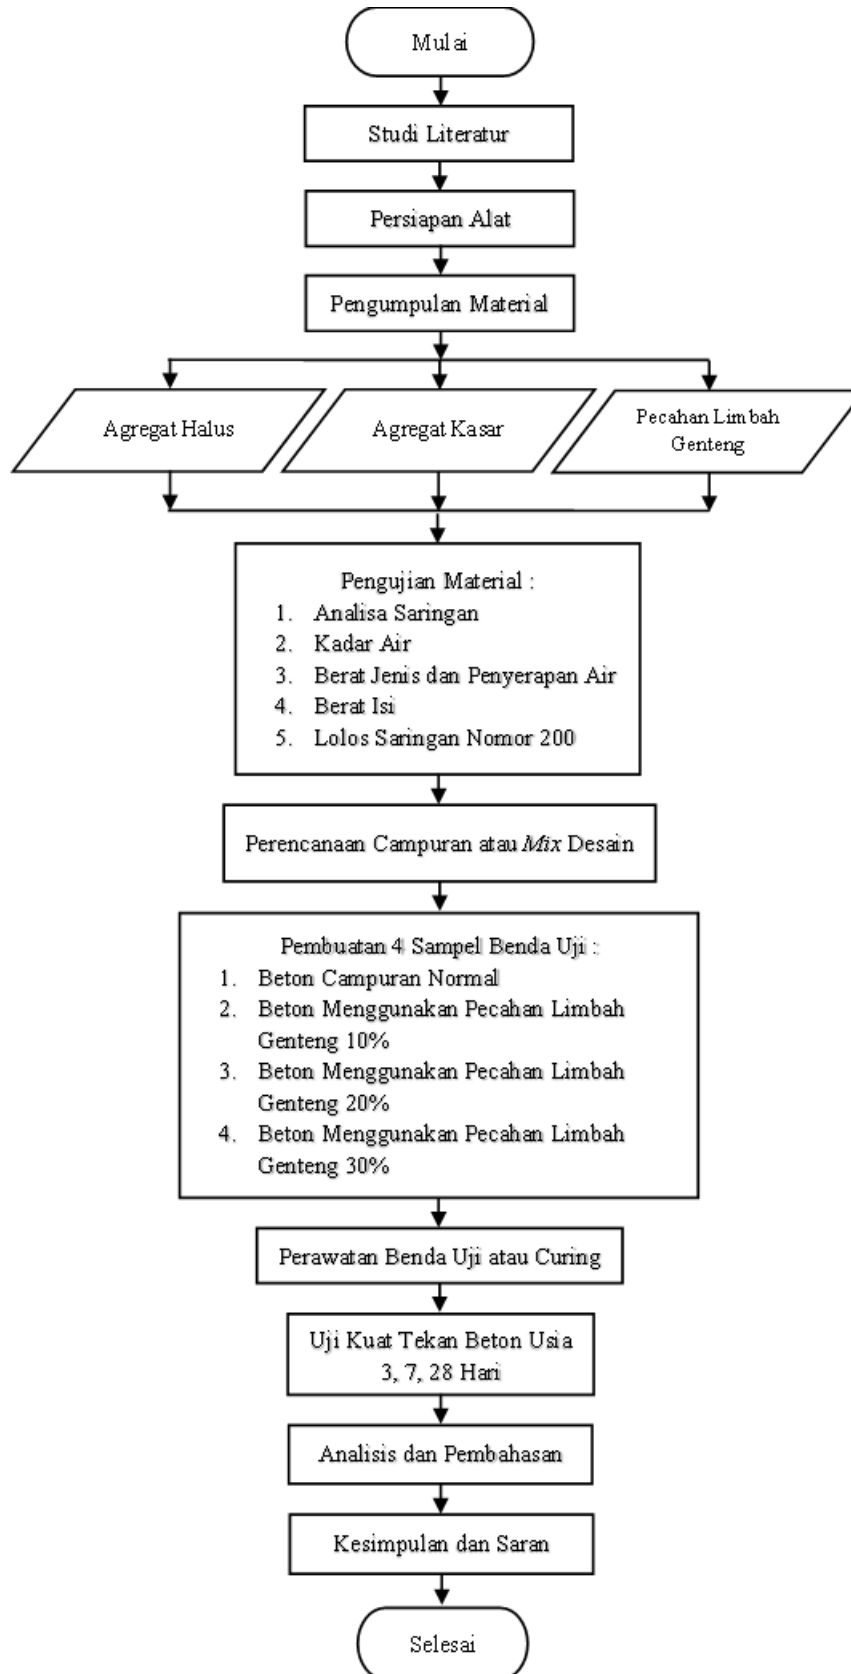 Mulai
Studi Literatur
Persiapan Alat
Pengumpulan Material
Agregat Halus
Agregat Kasar
Pecahan Limbah
Genteng
Pengujian Material :
1. Analisa Saringan
2. Kadar Air
3. Berat Jenis dan Penyerapan Air
4. Berat Isi
5. Lolos Saringan Nomor 200
Perencanaan Campuran atau Mix Desain
Pembuatan 4 Sampel Benda Uji :
1. Beton Campuran Normal
2. Beton Menggunakan Pecahan Limbah
Genteng 10%
3. Beton Menggunakan Pecahan Limbah
Genteng 20%
4. Beton Menggunakan Pecahan Limbah
Genteng 30%
Perawatan Benda Uji atau Curing
Uji Kuat Tekan Beton Usia
3, 7, 28 Hari
Analisis dan Pembahasan
Kesimpulan dan Saran
Selesai